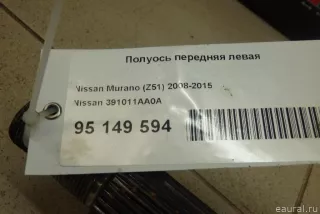 Полуось передняя левая
Nissan Murano (Z51) 2008-2015
Nissan 391011AA0A
95 149 594
eaural.ru